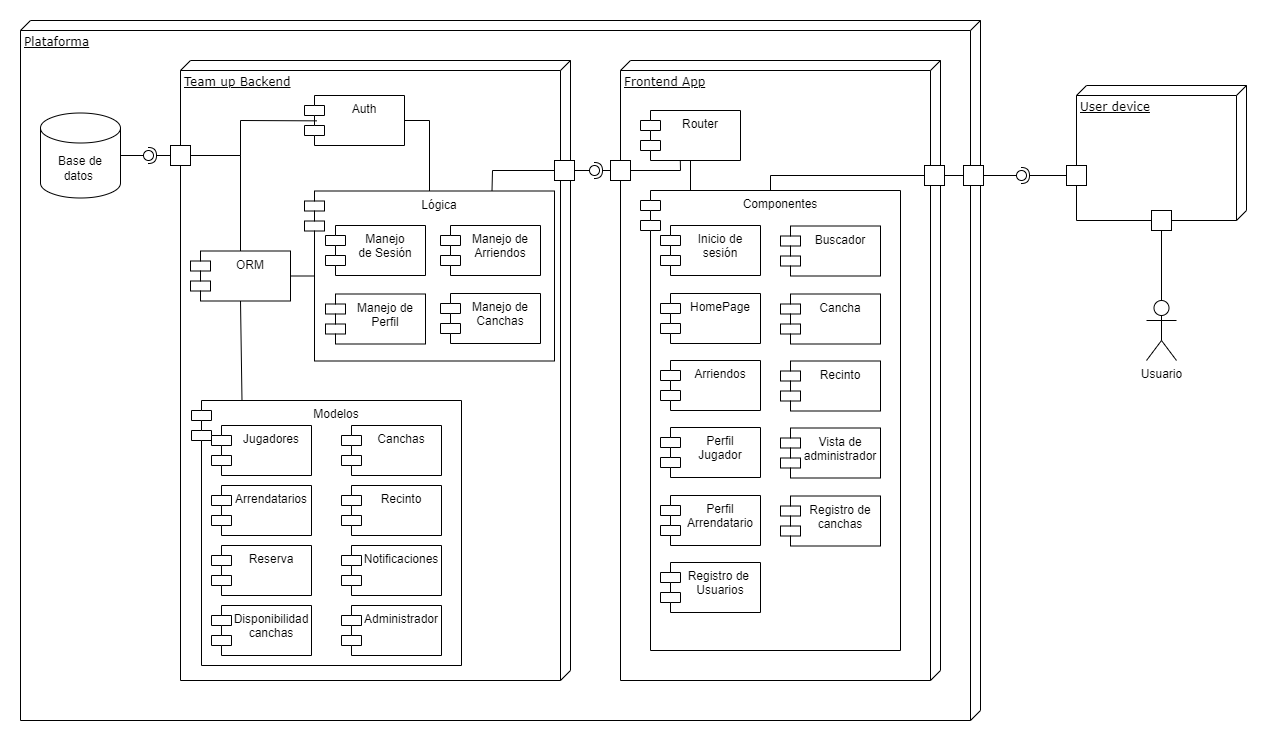 Plataforma
Team up Backend
Auth
Base de
datos
Lógica
Manejo
de Sesión
Manejo de
Arriendos
Manejo de
Perfil
Manejo de
Canchas
ORM
Modelos
Jugadores
Canchas
Arrendatarios
Recinto
Reserva
Notificaciones
Disponibilidad
canchas
Administrador
Frontend App
Router
Componentes
Inicio de
sesión
Buscador
HomePage
Cancha
Arriendos
Recinto
Perfil
Jugador
Vista de
administrador
Perfil
Arrendatario
Registro de
canchas
Registro de
Usuarios
User device
Usuario